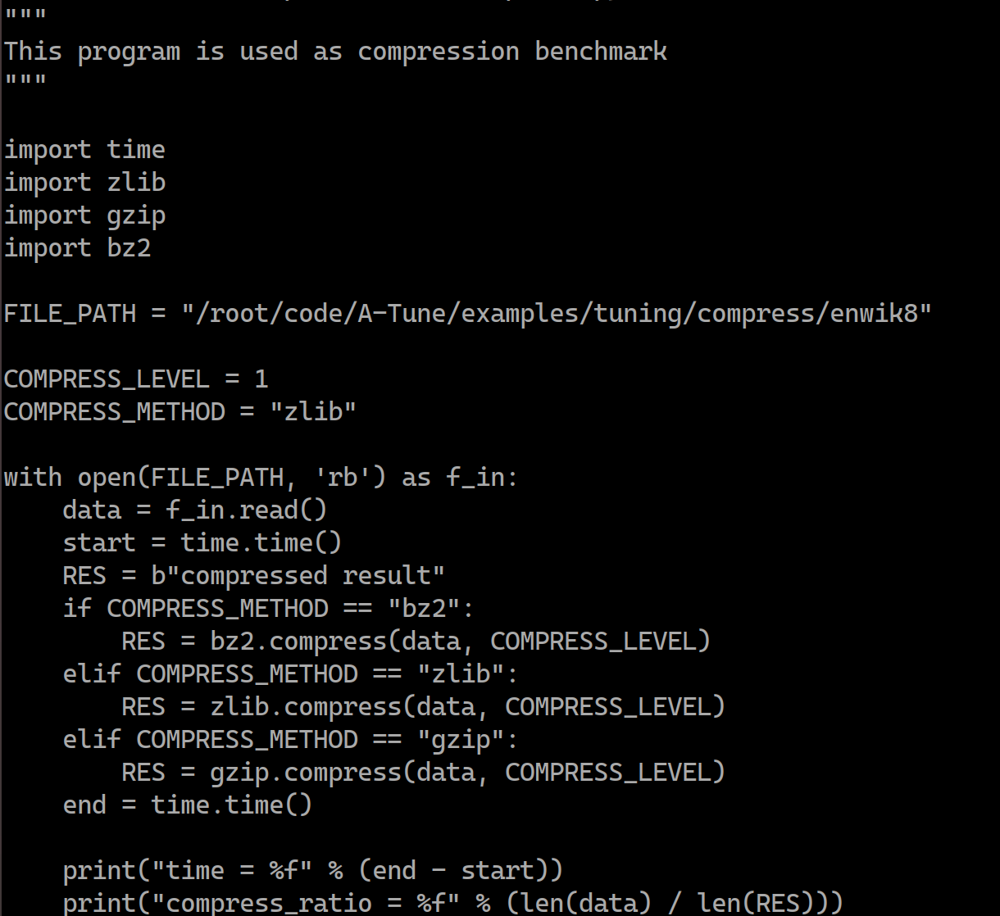 """
This program is used as compression benchmark
"""
import time
import zlib
import gzip
import bz2
FILE_PATH = "/root/code/A-Tune/examples/tuning/compress/enwik8"
COMPRESS_LEVEL = 1
COMPRESS_METHOD = "zlib"
with open(FILE_PATH, 'rb') as f_in:
    data = f_in.read()
    start = time.time()
    RES = b"compressed result"
    if COMPRESS_METHOD == "bz2":
        RES = bz2.compress(data, COMPRESS_LEVEL)
    elif COMPRESS_METHOD == "zlib":
        RES = zlib.compress(data, COMPRESS_LEVEL)
    elif COMPRESS_METHOD == "gzip":
        RES = gzip.compress(data, COMPRESS_LEVEL)
    end = time.time()
    print("time = %f" % (end - start))
    print("compress_ratio = %f" % (len(data) / len(RES)))